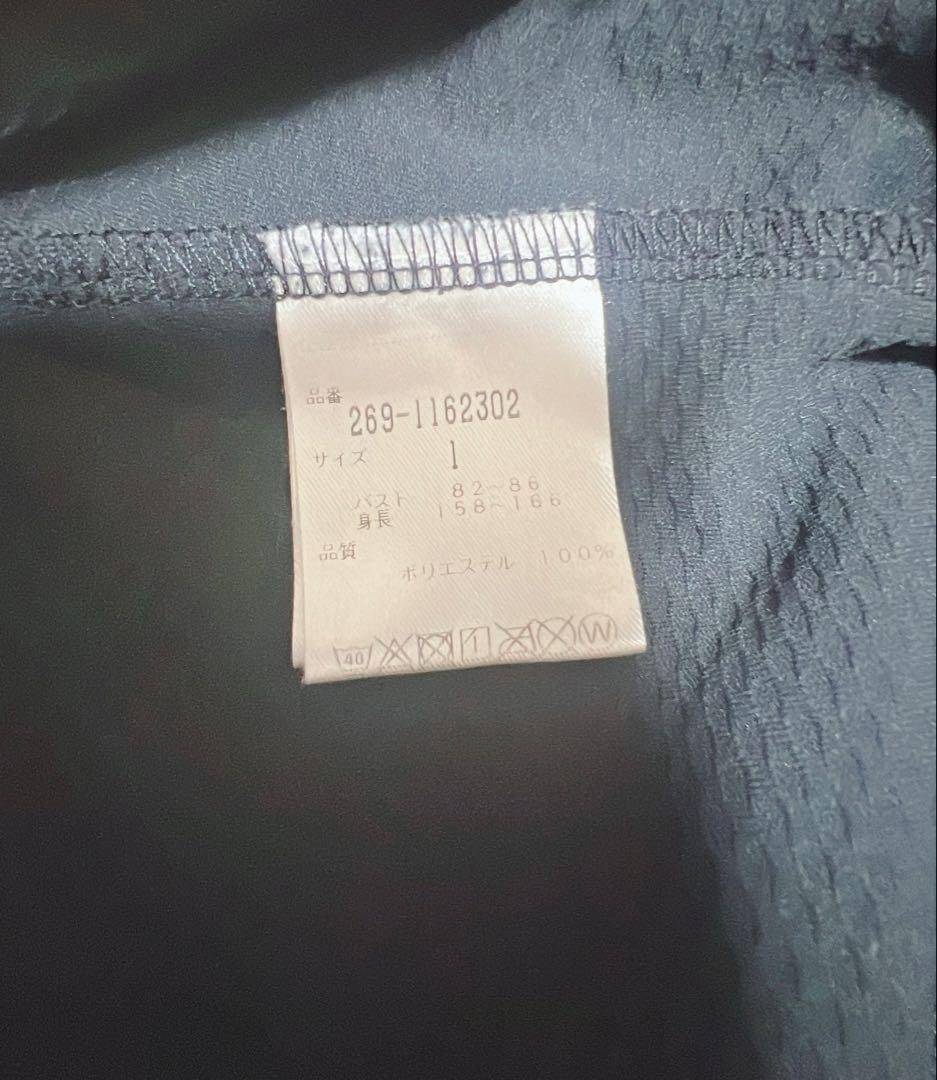 品番
269-1162302
サイズ 1
バスト 82~86
身長 158~166
品質
ポリエステル 100%
40 W